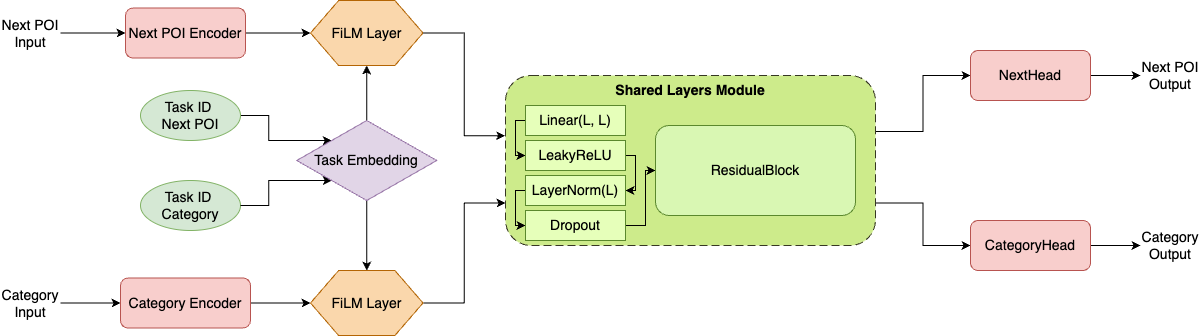 Next POI
Input
Next POI Encoder
FiLM Layer
Task ID
Next POI
Task Embedding
Task ID
Category
Category
Input
Category Encoder
FiLM Layer
Shared Layers Module
Linear(L, L)
LeakyReLU
LayerNorm(L)
Dropout
ResidualBlock
NextHead
Next POI
Output
CategoryHead
Category
Output